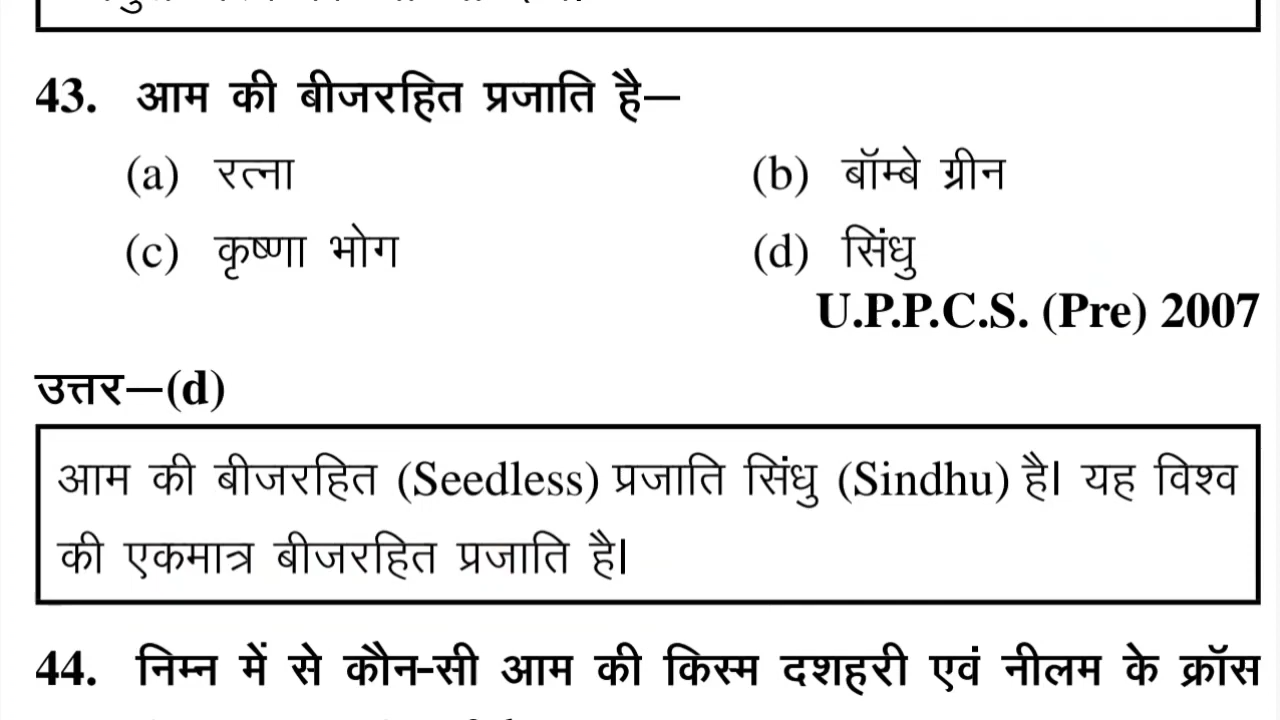 43. आम की बीजरहित प्रजाति है—
(a) रत्ना (b) बॉम्बे ग्रीन
(c) कृष्णा भोग (d) सिंधु
U.P.P.C.S. (Pre) 2007
उत्तर—(d)
आम की बीजरहित (Seedless) प्रजाति सिंधु (Sindhu) है। यह विश्व
की एकमात्र बीजरहित प्रजाति है।
44. निम्न में से कौन-सी आम की किस्म दशहरी एवं नीलम के क्रॉस